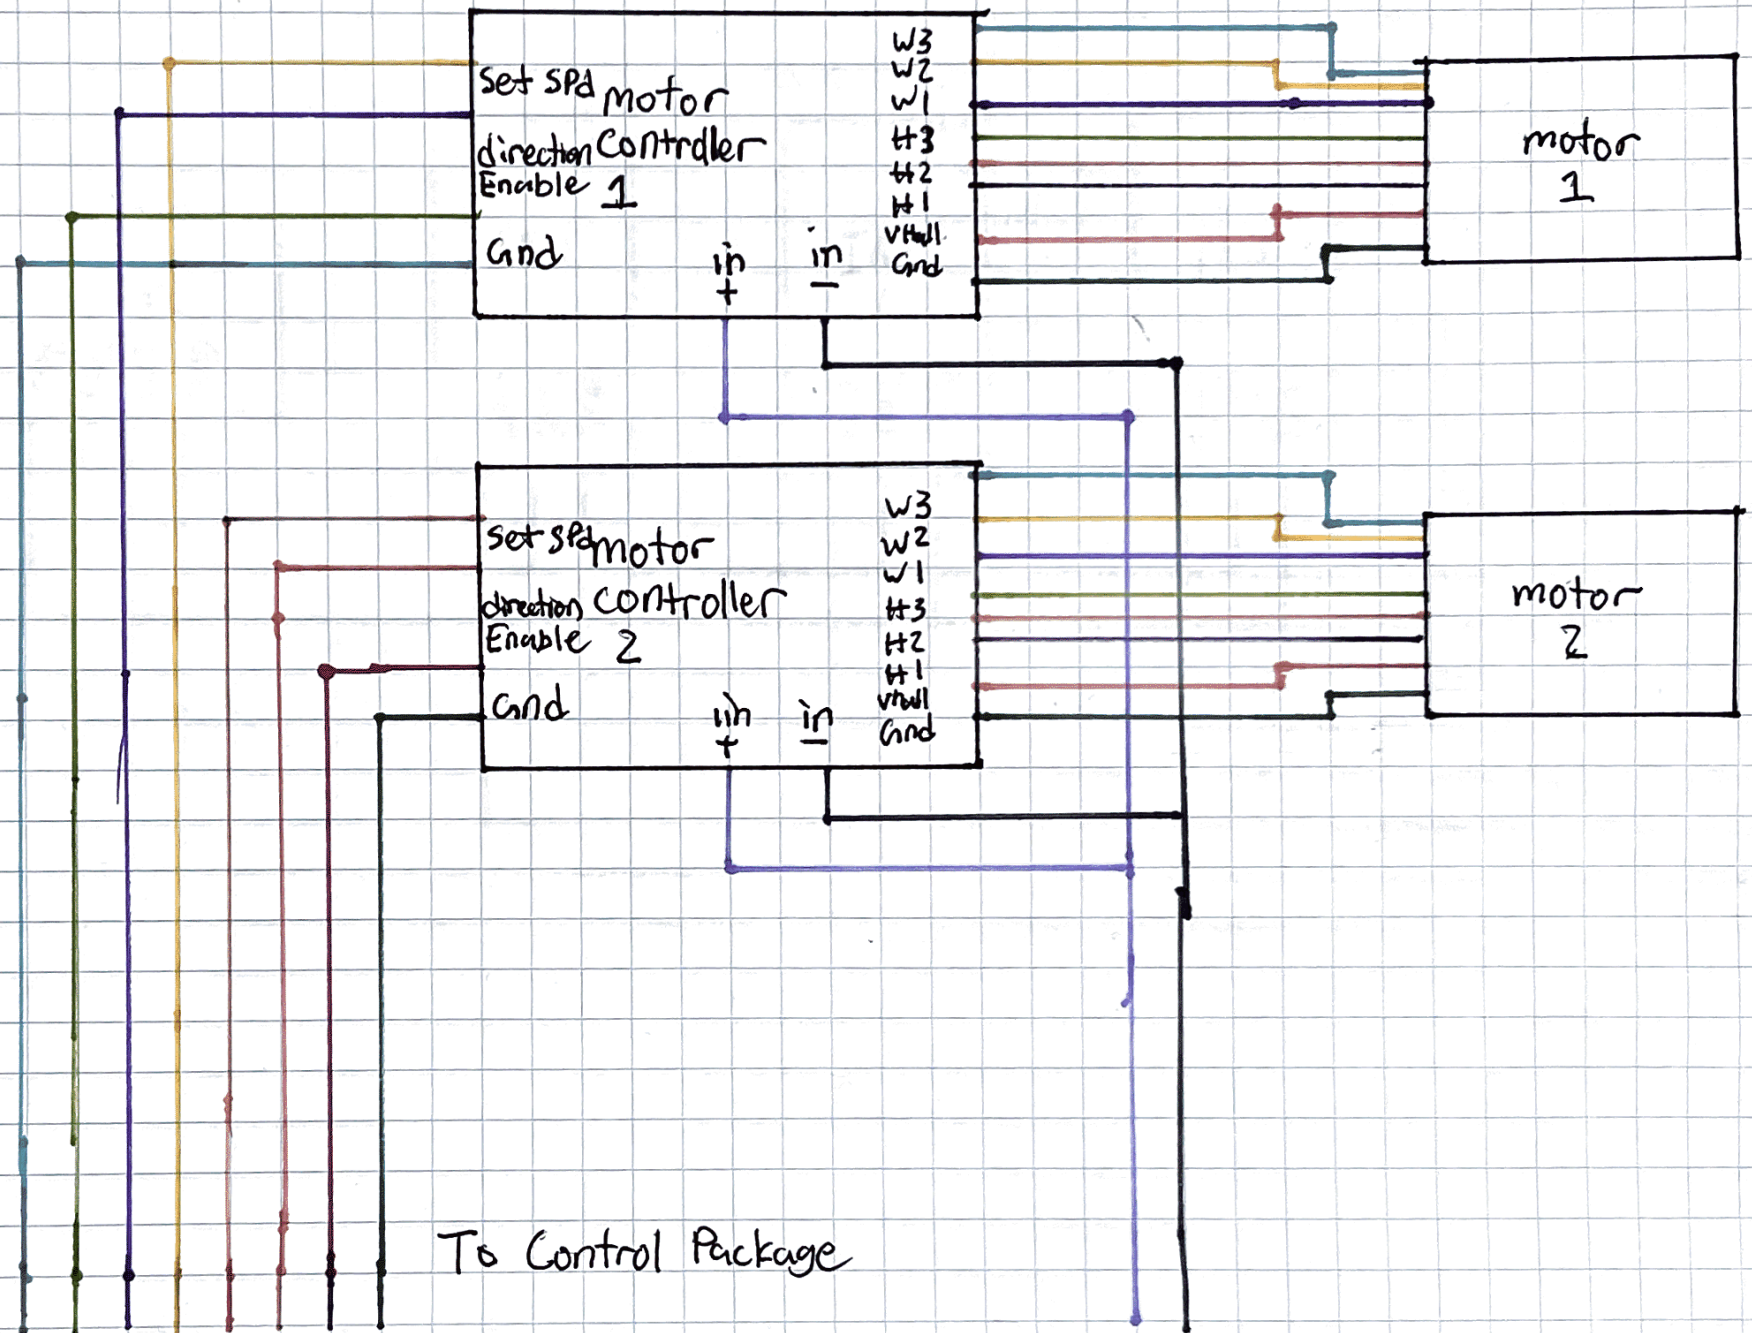 W3
W2
Set spd motor
W1
direction controller
H3
Enable 1
H2
H1
VHall
Gnd
Gnd
in
+
in
−
motor
1
W3
Set spd motor
W2
W1
direction controller
H3
Enable 2
H2
H1
VHall
Gnd
Gnd
in
+
in
−
motor
2
To Control Package